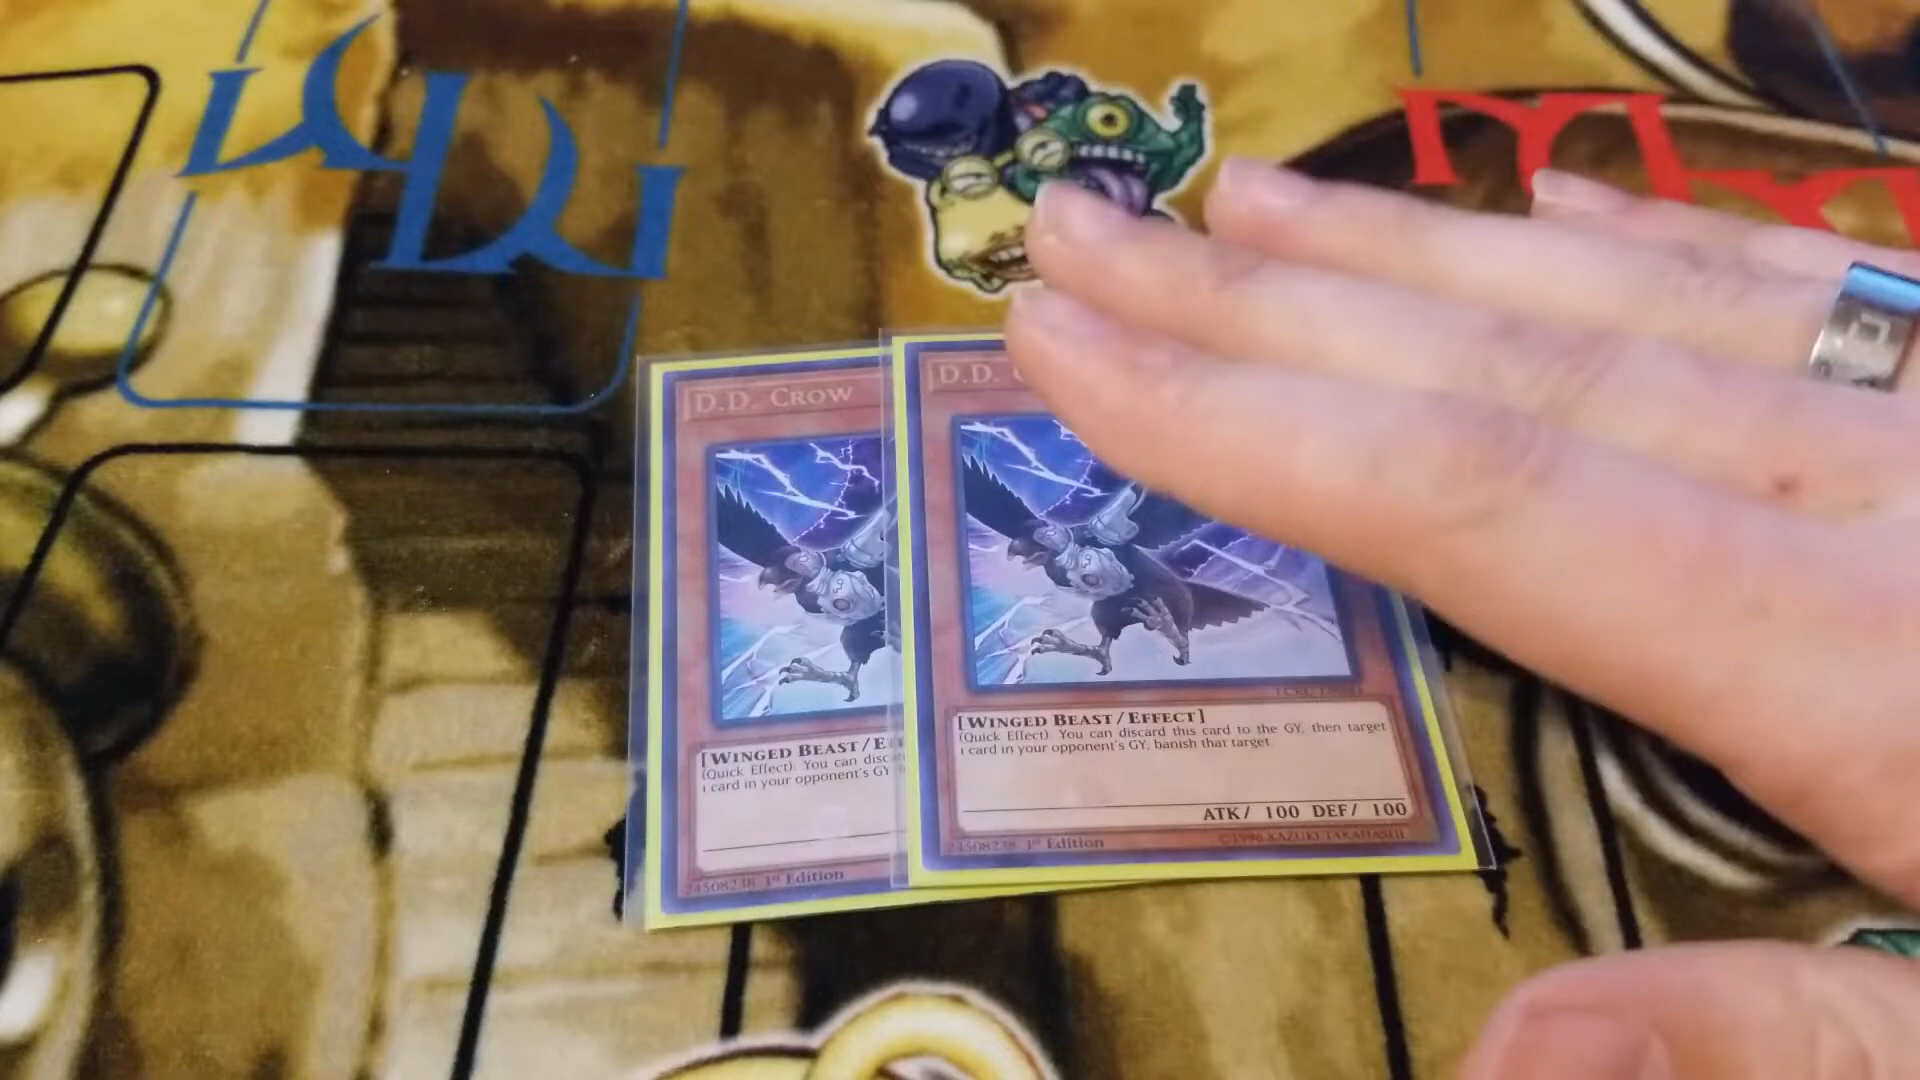 D.D. CROW
[WINGED BEAST/E
(Quick Effect): You can disca
1 card in your opponent's GY
24508238 1st Edition
D.D.
[WINGED BEAST/EFFECT]
(Quick Effect): You can discard this card to the GY, then target
1 card in your opponent's GY; banish that target.
ATK/ 100 DEF/ 100
24508238 1st Edition
©1996 KAZUKI TAKAHASHI